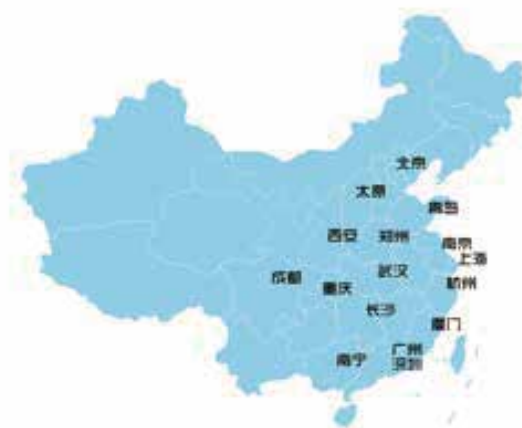 北京
太原
青岛
西安 郑州
南京
上海
成都 重庆 武汉 杭州
长沙
厦门
南宁 广州
深圳